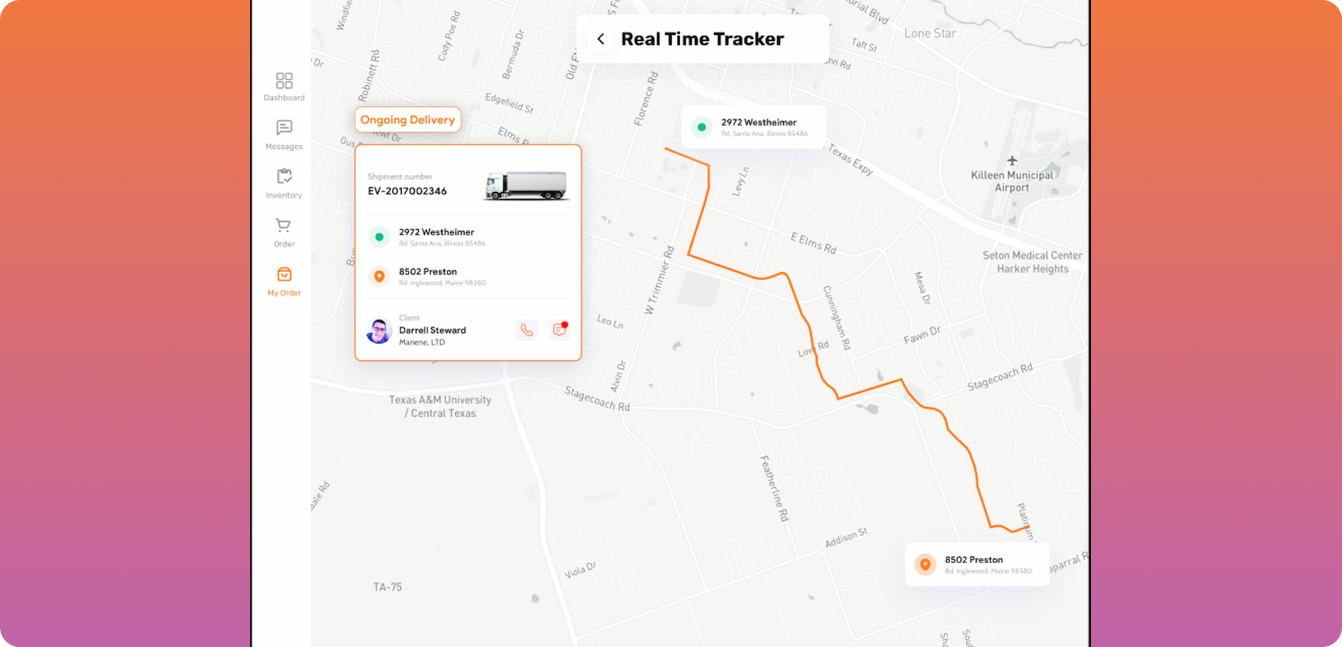 Real Time Tracker
Dashboard
Messages
Inventory
Order
My Order
Ongoing Delivery
Shipment number
EV-2017002346
2972 Westheimer
Rd. Santa Ana, Illinois 85486
8502 Preston
Rd. Inglewood, Maine 98380
Client
Darrell Steward
Mariene, LTD
2972 Westheimer
Rd. Santa Ana, Illinois 85486
8502 Preston
Rd. Inglewood, Maine 98380
Robinett Rd
Cody Poe Rd
Bermuda Dr
Edgefield St
Elms
Florence Rd
Taft St
Lone Star
Levy Ln
Texas Expy
Killeen Municipal
Airport
E Elms Rd
Seton Medical Center
Harker Heights
W Trimmier Rd
Mesa Dr
Cunningham Rd
Leo Ln
Fawn Dr
Love Rd
Alvin Dr
Stagecoach Rd
Stagecoach Rd
Texas A&M University
/ Central Texas
Featherline Rd
Addison St
Viola Dr
TA-75
Platinum